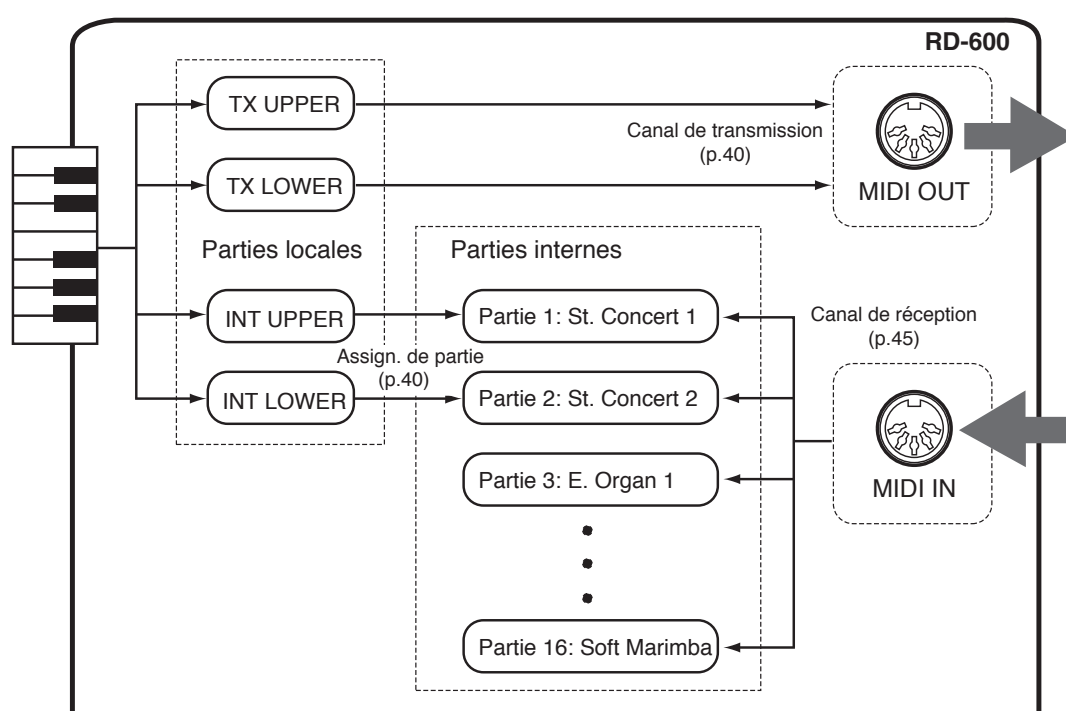 RD-600
TX UPPER
Canal de transmission
(p.40)
TX LOWER
MIDI OUT
Parties locales
Parties internes
INT UPPER
Partie 1: St. Concert 1
Canal de réception
(p.45)
Assign. de partie
(p.40)
INT LOWER
Partie 2: St. Concert 2
Partie 3: E. Organ 1
MIDI IN
Partie 16: Soft Marimba